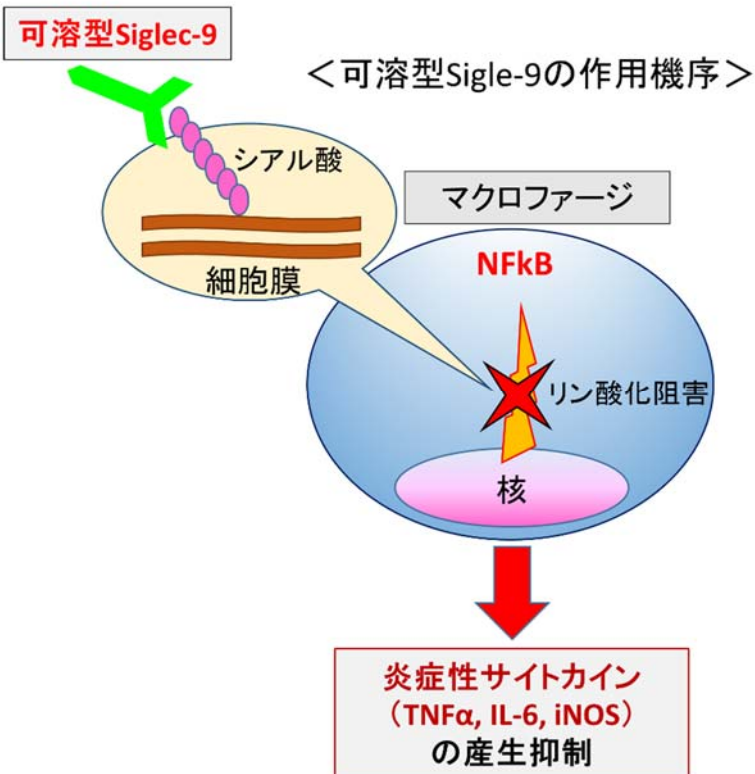 可溶型Siglec-9
＜可溶型Sigle-9の作用機序＞
シアル酸
細胞膜
マクロファージ
NFkB
リン酸化阻害
核
炎症性サイトカイン
（TNFα, IL-6, iNOS）
の産生抑制